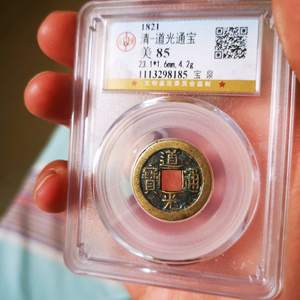 1821
清-道光通宝
美 85
23.1*1.6mm,4.2g
1113298185 宝 泉
道
寶 通
光